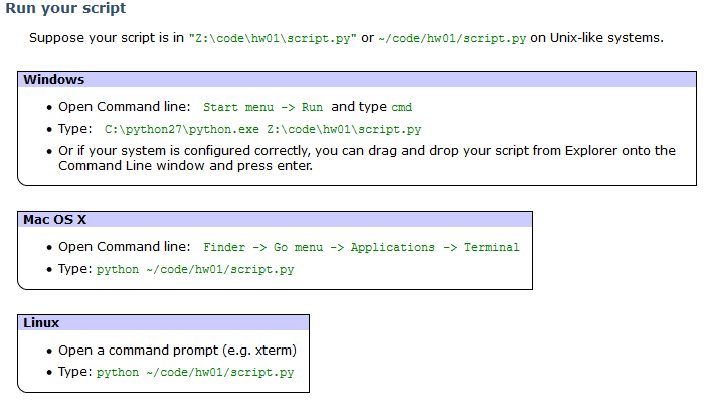 Run your script
Suppose your script is in "Z:\code\hw01\script.py" or ~/code/hw01/script.py on Unix-like systems.
Windows
• Open Command line: Start menu -> Run and type cmd
• Type: C:\python27\python.exe Z:\code\hw01\script.py
• Or if your system is configured correctly, you can drag and drop your script from Explorer onto the
Command Line window and press enter.
Mac OS X
• Open Command line: Finder -> Go menu -> Applications -> Terminal
• Type: python ~/code/hw01/script.py
Linux
• Open a command prompt (e.g. xterm)
• Type: python ~/code/hw01/script.py